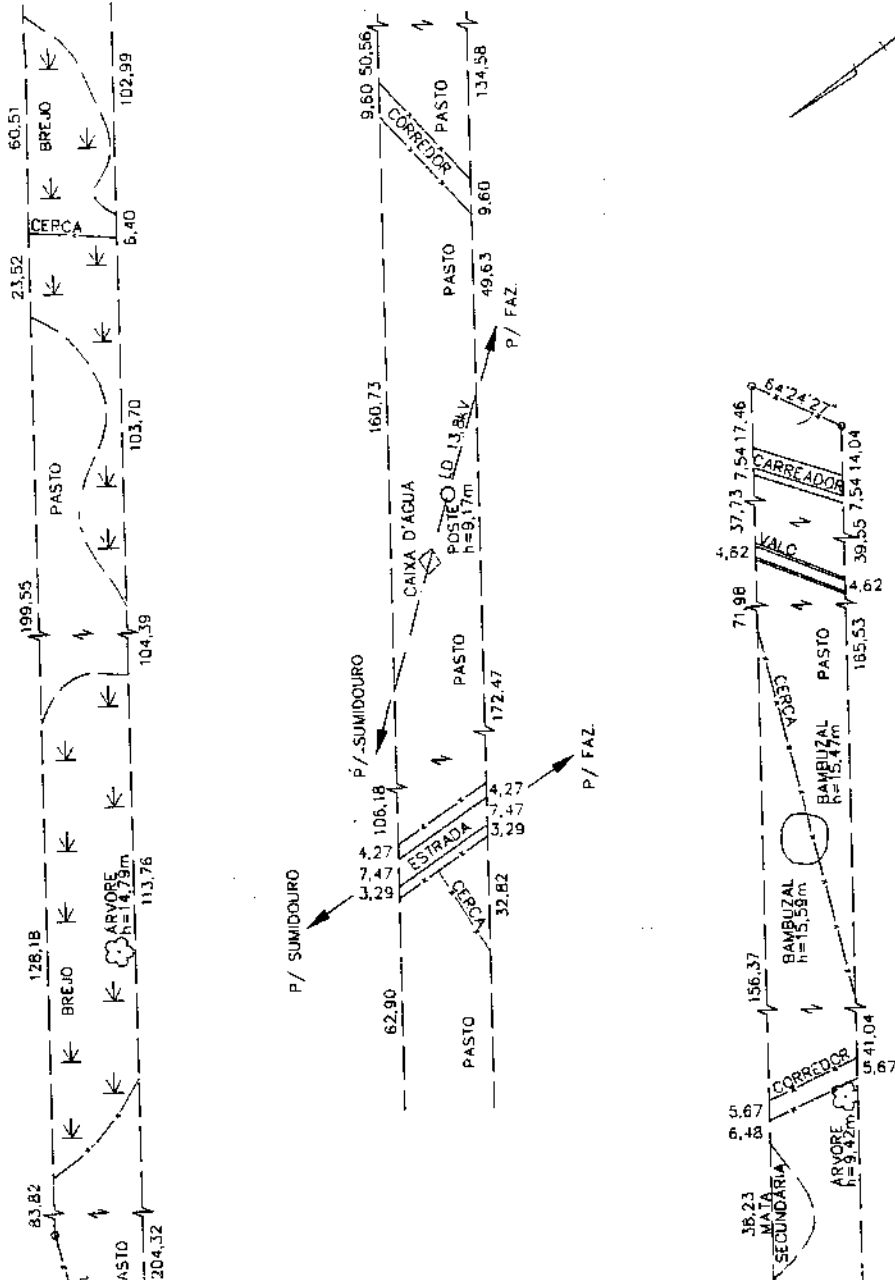 60,51
BREJO
102,99
CERCA
6,40
23,52
103,70
PASTO
199,55
104,39
ARVORE
h=14,79m
113,76
128,18
BREJO
83,82
204,32
50,56
9,60
CORREDOR
PASTO
134,58
9,60
PASTO
49,63
P/ FAZ.
160,73
LD 13,8kV
POSTE
h=9,17m
CAIXA D'AGUA
P/ SUMIDOURO
PASTO
172,47
106,18
P/ FAZ.
4,27
7,47
3,29
4,27
7,47
3,29
ESTRADA
CERCA
32,82
P/ SUMIDOURO
62,90
PASTO
64°24'27"
17,46
14,04
7,54
CARREADOR
7,54
37,73
39,55
VALO
4,62
4,62
71,98
165,53
PASTO
CERCA
BAMBUZAL
h=15,47m
BAMBUZAL
h=15,59m
156,37
41,04
CORREDOR
5,67
5,67
6,48
ARVORE
h=9,42m
38,23
MATA
SECUNDÁRIA